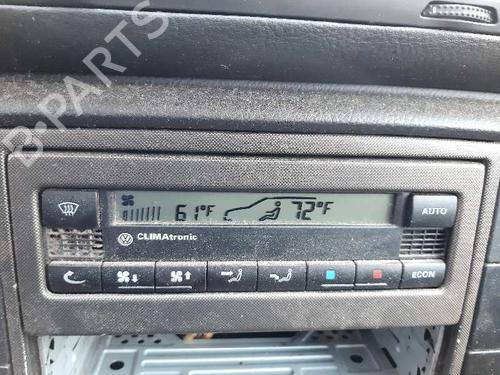 B-PARTS
61°F 72°F
AUTO
CLIMAtronic
ECON